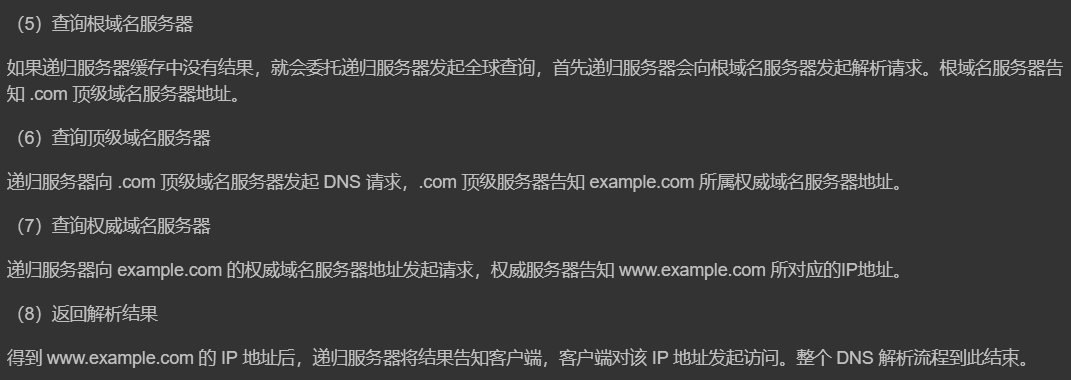 （5）查询根域名服务器
如果递归服务器缓存中没有结果，就会委托递归服务器发起全球查询，首先递归服务器会向根域名服务器发起解析请求。根域名服务器告
知 .com 顶级域名服务器地址。
（6）查询顶级域名服务器
递归服务器向 .com 顶级域名服务器发起 DNS 请求，.com 顶级服务器告知 example.com 所属权威域名服务器地址。
（7）查询权威域名服务器
递归服务器向 example.com 的权威域名服务器地址发起请求，权威服务器告知 www.example.com 所对应的IP地址。
（8）返回解析结果
得到 www.example.com 的 IP 地址后，递归服务器将结果告知客户端，客户端对该 IP 地址发起访问。整个 DNS 解析流程到此结束。